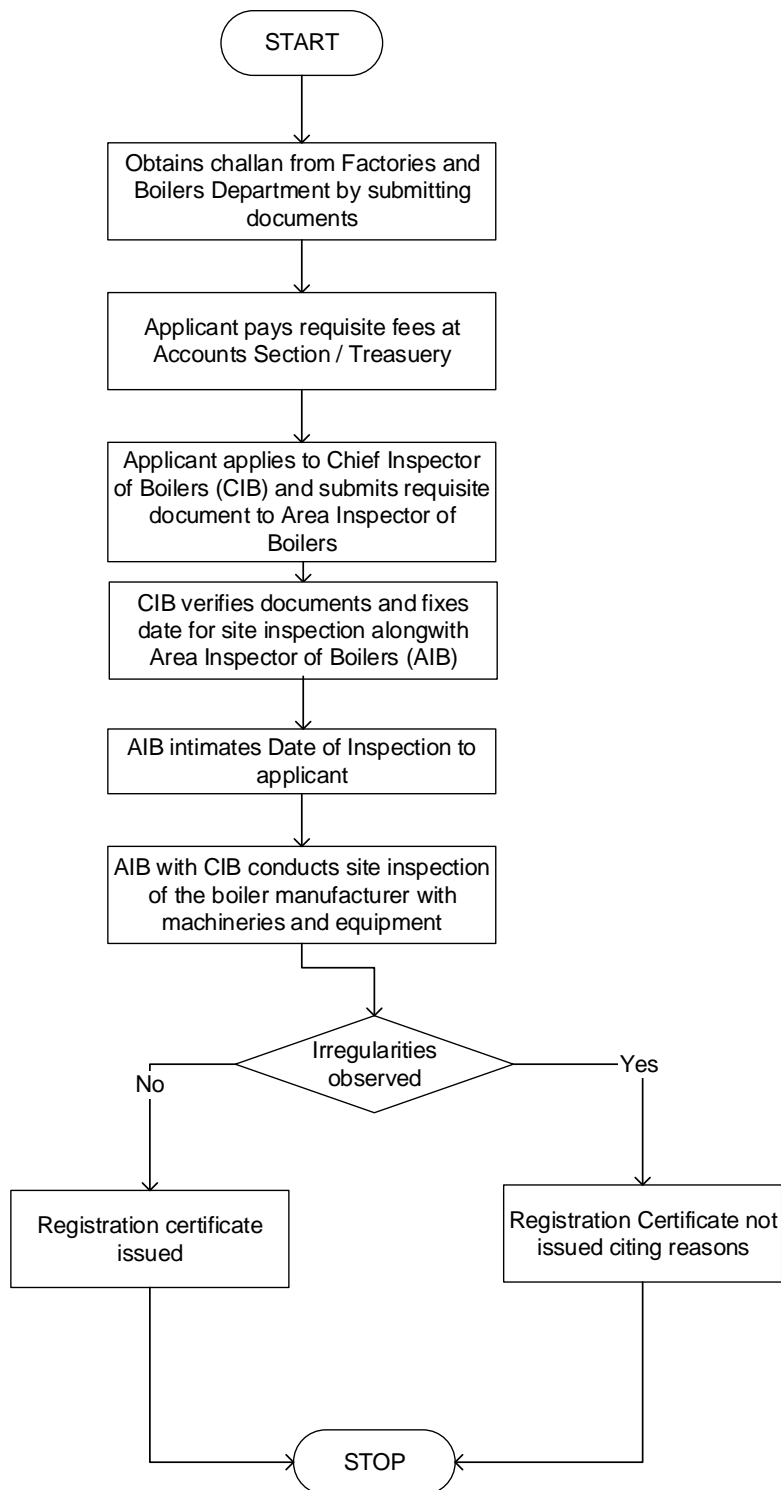 START
Obtains challan from Factories and
Boilers Department by submitting
documents
Applicant pays requisite fees at
Accounts Section / Treasuery
Applicant applies to Chief Inspector
of Boilers (CIB) and submits requisite
document to Area Inspector of
Boilers
CIB verifies documents and fixes
date for site inspection alongwith
Area Inspector of Boilers (AIB)
AIB intimates Date of Inspection to
applicant
AIB with CIB conducts site inspection
of the boiler manufacturer with
machineries and equipment
Irregularities
observed
No
Yes
Registration certificate
issued
Registration Certificate not
issued citing reasons
STOP